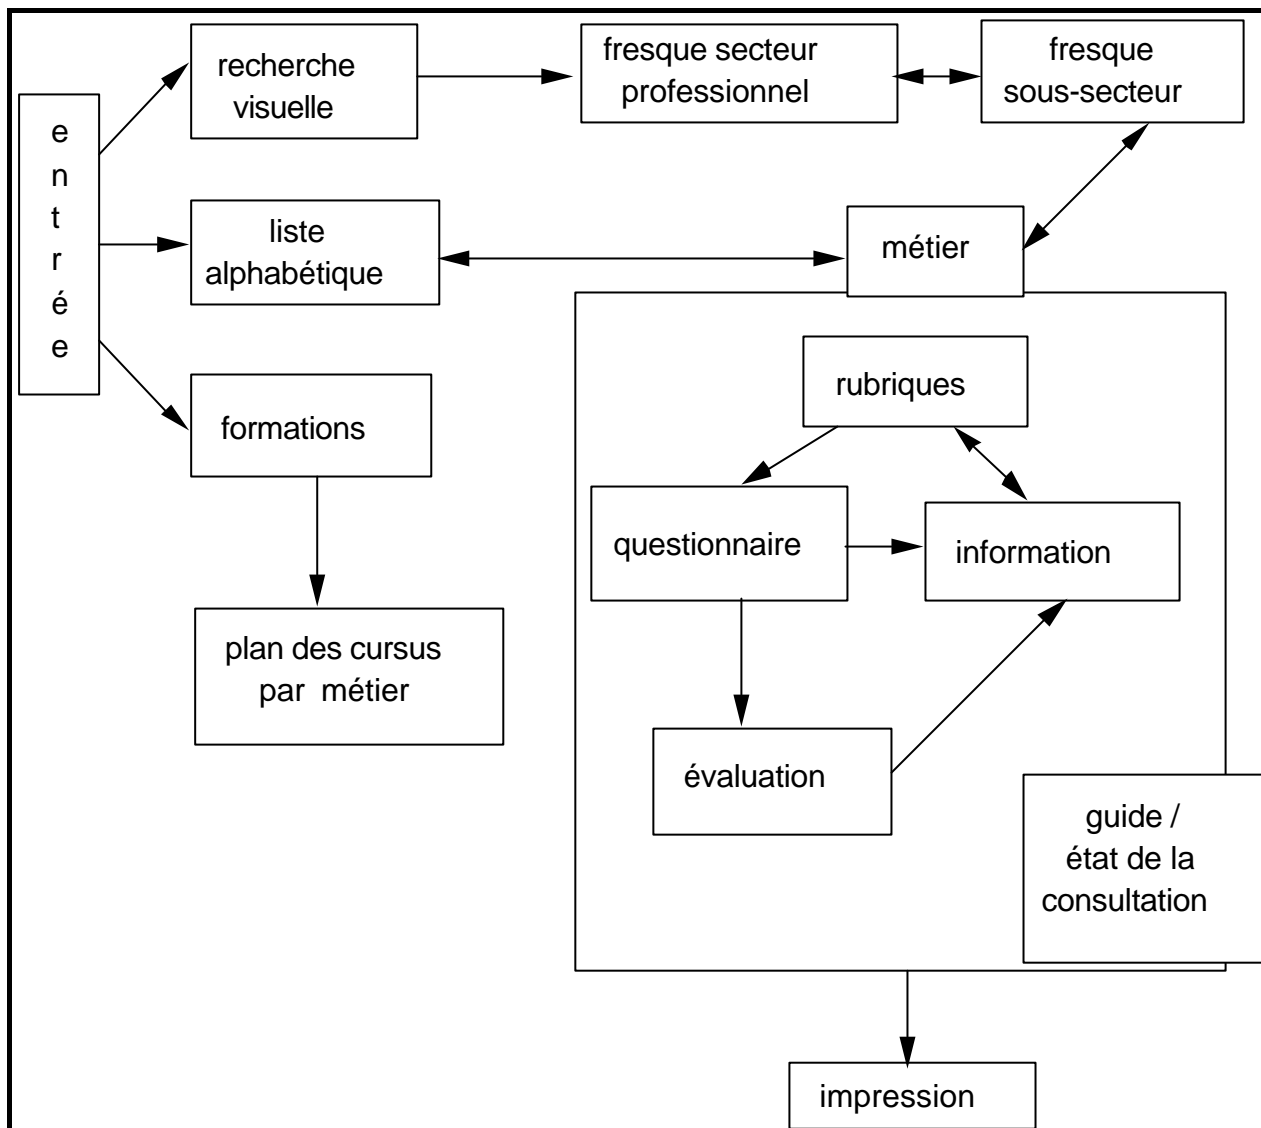 entrée
recherche
visuelle
fresque secteur
professionnel
fresque
sous-secteur
liste
alphabétique
métier
formations
rubriques
questionnaire
information
plan des cursus
par métier
évaluation
guide /
état de la
consultation
impression